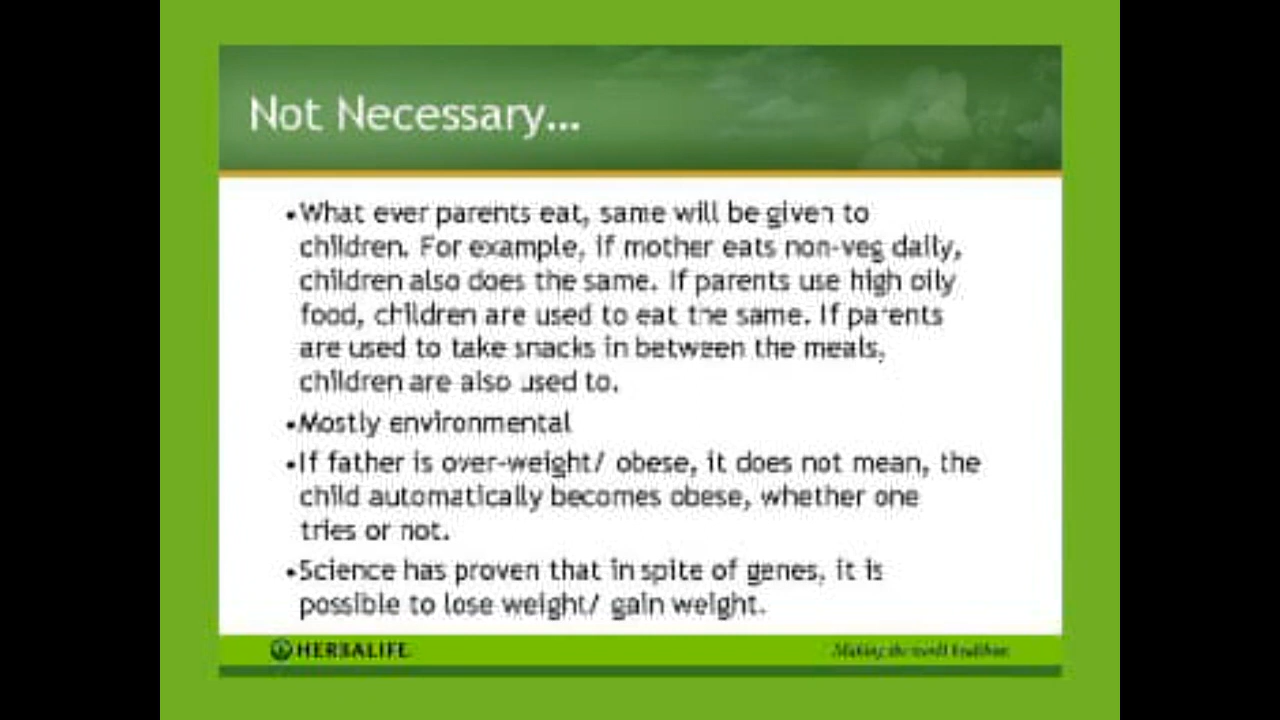 Not Necessary...
•What ever parents eat, same will be given to
children. For example, if mother eats non-veg daily,
children also does the same. If parents use high oily
food, children are used to eat the same. If parents
are used to take snacks in between the meals,
children are also used to.
•Mostly environmental
•If father is over-weight/ obese, it does not mean, the
child automatically becomes obese, whether one
tries or not.
•Science has proven that in spite of genes, it is
possible to lose weight/ gain weight.
HERBALIFE Making the world healthier.